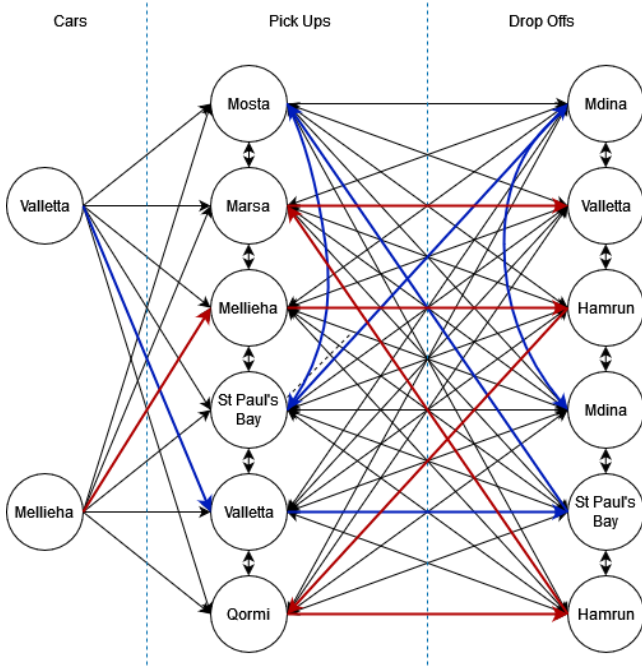 Cars
Pick Ups
Drop Offs
Mosta
Mdina
Valletta
Marsa
Valletta
Mellieha
Hamrun
St Paul's
Bay
Mdina
Mellieha
Valletta
St Paul's
Bay
Qormi
Hamrun